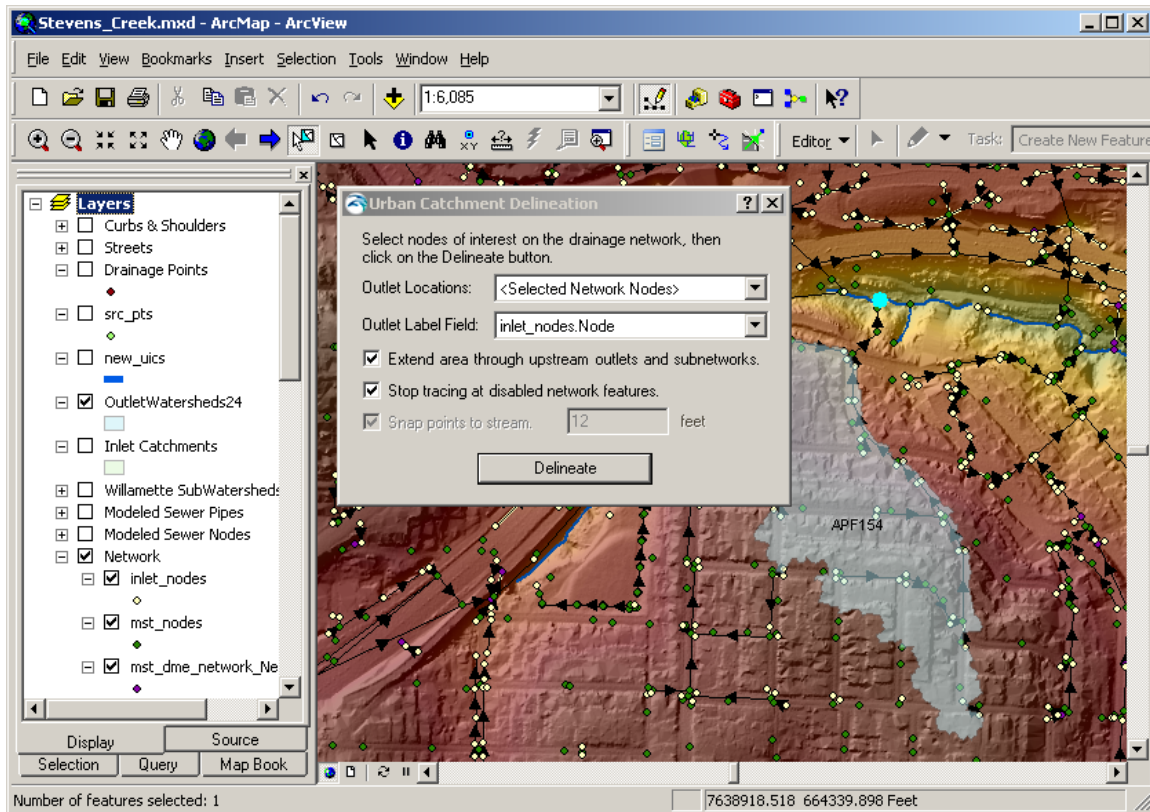 Stevens_Creek.mxd - ArcMap - ArcView
File Edit View Bookmarks Insert Selection Tools Window Help
1:6,085
Editor
Task: Create New Feature
Layers
Curbs & Shoulders
Streets
Drainage Points
src_pts
new_uics
OutletWatersheds24
Inlet Catchments
Willamette SubWatersheds
Modeled Sewer Pipes
Modeled Sewer Nodes
Network
inlet_nodes
mst_nodes
mst_dme_network_Ne
Display
Source
Selection
Query
Map Book
Urban Catchment Delineation
Select nodes of interest on the drainage network, then
click on the Delineate button.
Outlet Locations: <Selected Network Nodes>
Outlet Label Field: inlet_nodes.Node
Extend area through upstream outlets and subnetworks.
Stop tracing at disabled network features.
Snap points to stream. 12 feet
Delineate
APF154
Number of features selected: 1
7638918.518 664339.898 Feet